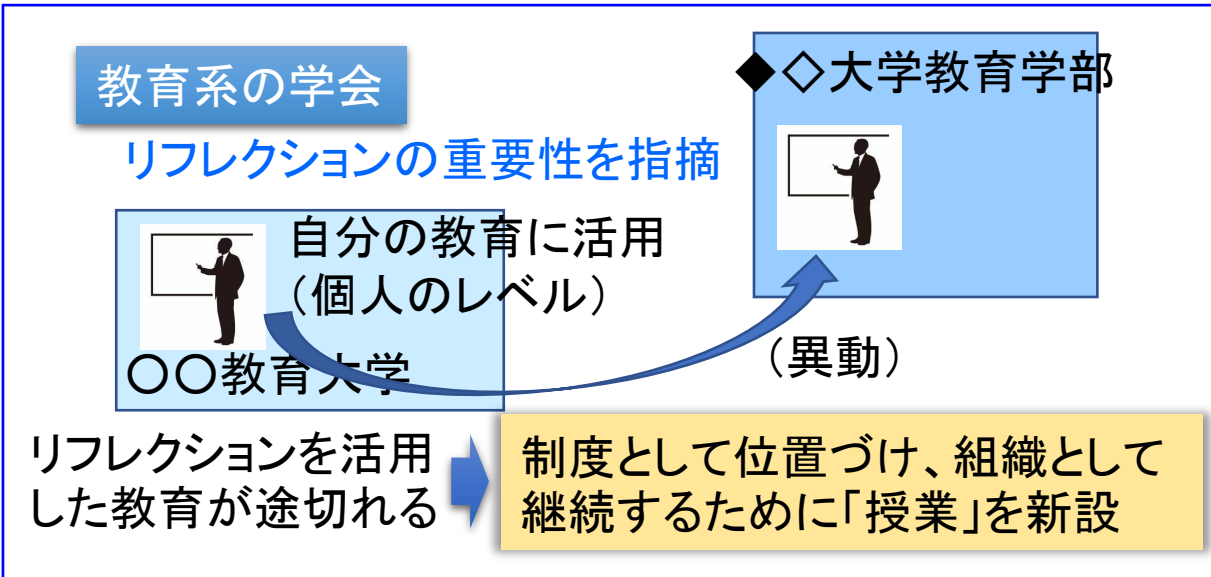 教育系の学会
◆◇大学教育学部
リフレクションの重要性を指摘
自分の教育に活用
（個人のレベル）
〇〇教育大学
（異動）
リフレクションを活用
した教育が途切れる
制度として位置づけ、組織として
継続するために「授業」を新設